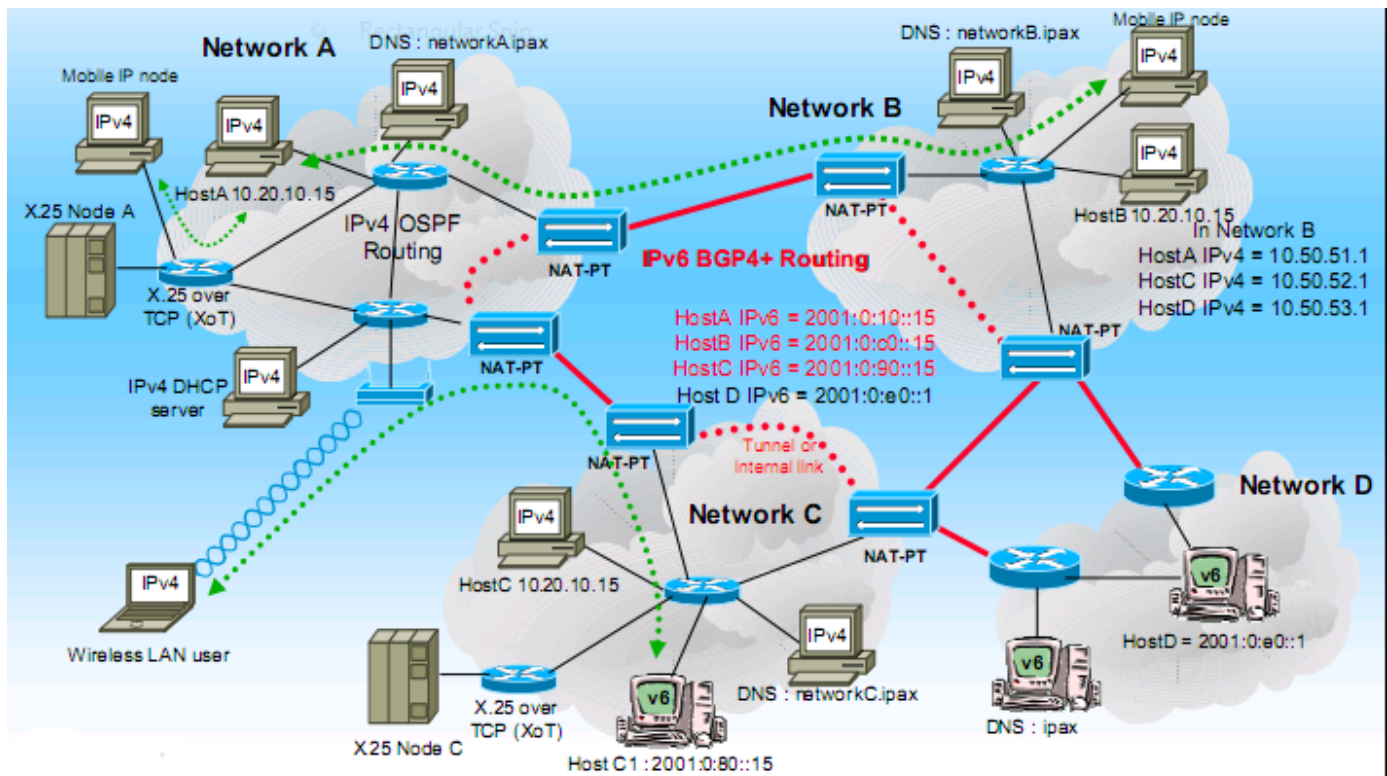 Rectangular Snip
Network A
DNS : networkA.ipax
DNS : networkB.ipax
Mobile IP node
Mobile IP node
IPv4
IPv4
IPv4
IPv4
IPv4
IPv4
Network B
HostA 10.20.10.15
X.25 Node A
IPv4 OSPF
Routing
NAT-PT
NAT-PT
HostB 10.20.10.15
In Network B
HostA IPv4 = 10.50.51.1
HostC IPv4 = 10.50.52.1
HostD IPv4 = 10.50.53.1
IPv6 BGP4+ Routing
X.25 over
TCP (XoT)
HostA IPv6 = 2001:0:10::15
HostB IPv6 = 2001:0:c0::15
HostC IPv6 = 2001:0:90::15
Host D IPv6 = 2001:0:e0::1
NAT-PT
NAT-PT
IPv4 DHCP
server
IPv4
NAT-PT
Tunnel or
internal link
Network C
NAT-PT
Network D
IPv4
HostC 10.20.10.15
IPv4
Wireless LAN user
IPv4
v6
HostD = 2001:0:e0::1
v6
DNS : ipax
X.25 over
TCP (XoT)
X25 Node C
v6
DNS : networkC.ipax
Host C1 : 2001:0:80::15